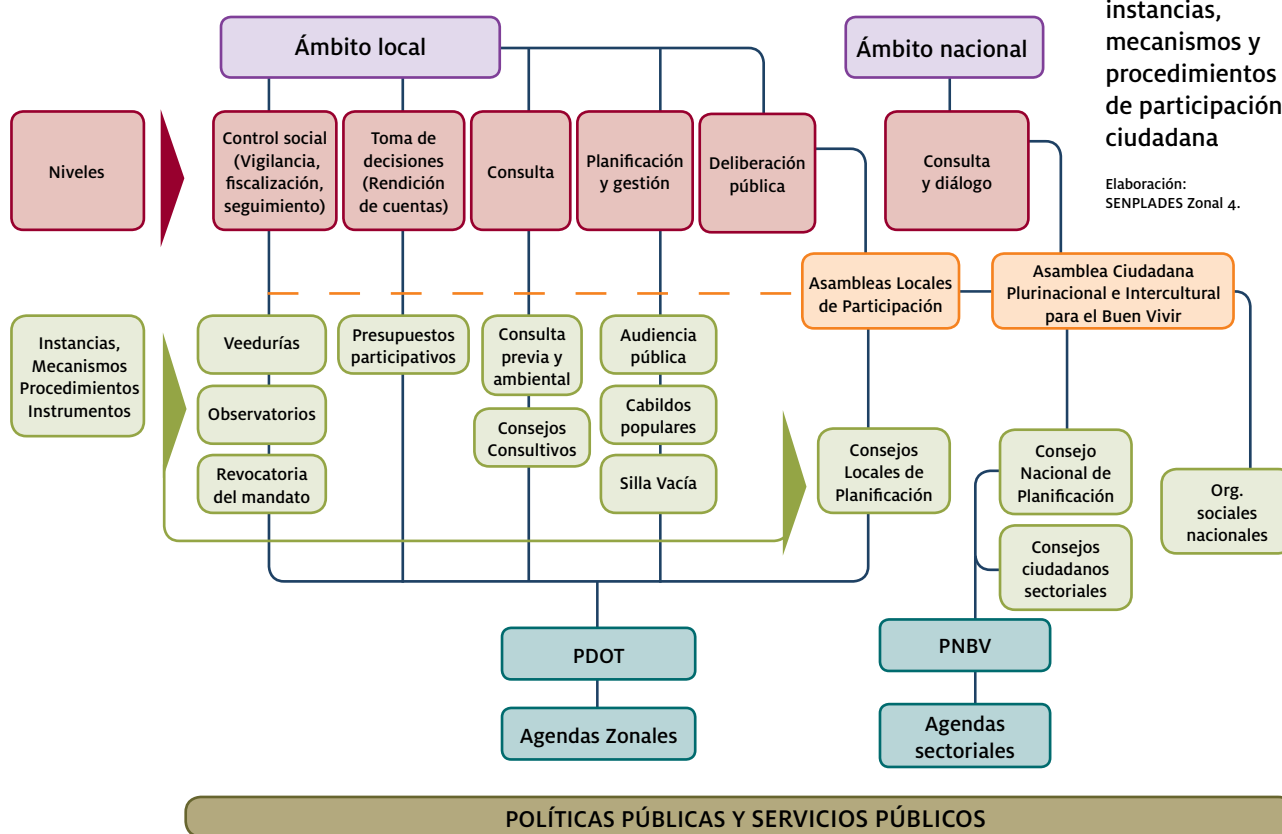 instancias,
mecanismos y
procedimientos
de participación
ciudadana
Elaboración:
SENPLADES Zonal 4.
Ámbito local
Ámbito nacional
Niveles
Control social
(Vigilancia,
fiscalización,
seguimiento)
Toma de
decisiones
(Rendición
de cuentas)
Consulta
Planificación
y gestión
Deliberación
pública
Consulta
y diálogo
Asambleas Locales
de Participación
Asamblea Ciudadana
Plurinacional e Intercultural
para el Buen Vivir
Instancias,
Mecanismos
Procedimientos
Instrumentos
Veedurías
Observatorios
Revocatoria
del mandato
Presupuestos
participativos
Consulta
previa y
ambiental
Consejos
Consultivos
Audiencia
pública
Cabildos
populares
Silla Vacía
Consejos
Locales de
Planificación
Consejo
Nacional de
Planificación
Consejos
ciudadanos
sectoriales
Org.
sociales
nacionales
PDOT
Agendas Zonales
PNBV
Agendas
sectoriales
POLÍTICAS PÚBLICAS Y SERVICIOS PÚBLICOS